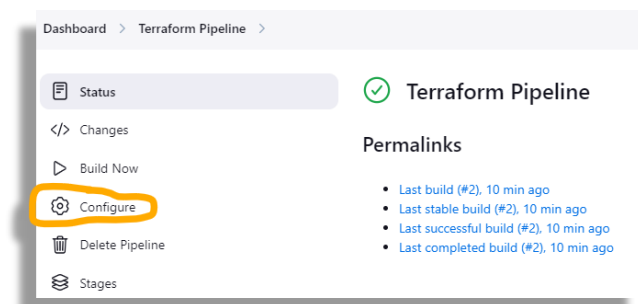 Dashboard > Terraform Pipeline >
Status
Terraform Pipeline
</> Changes
Permalinks
Build Now
Last build (#2), 10 min ago
Configure
Last stable build (#2), 10 min ago
Last successful build (#2), 10 min ago
Delete Pipeline
Last completed build (#2), 10 min ago
Stages